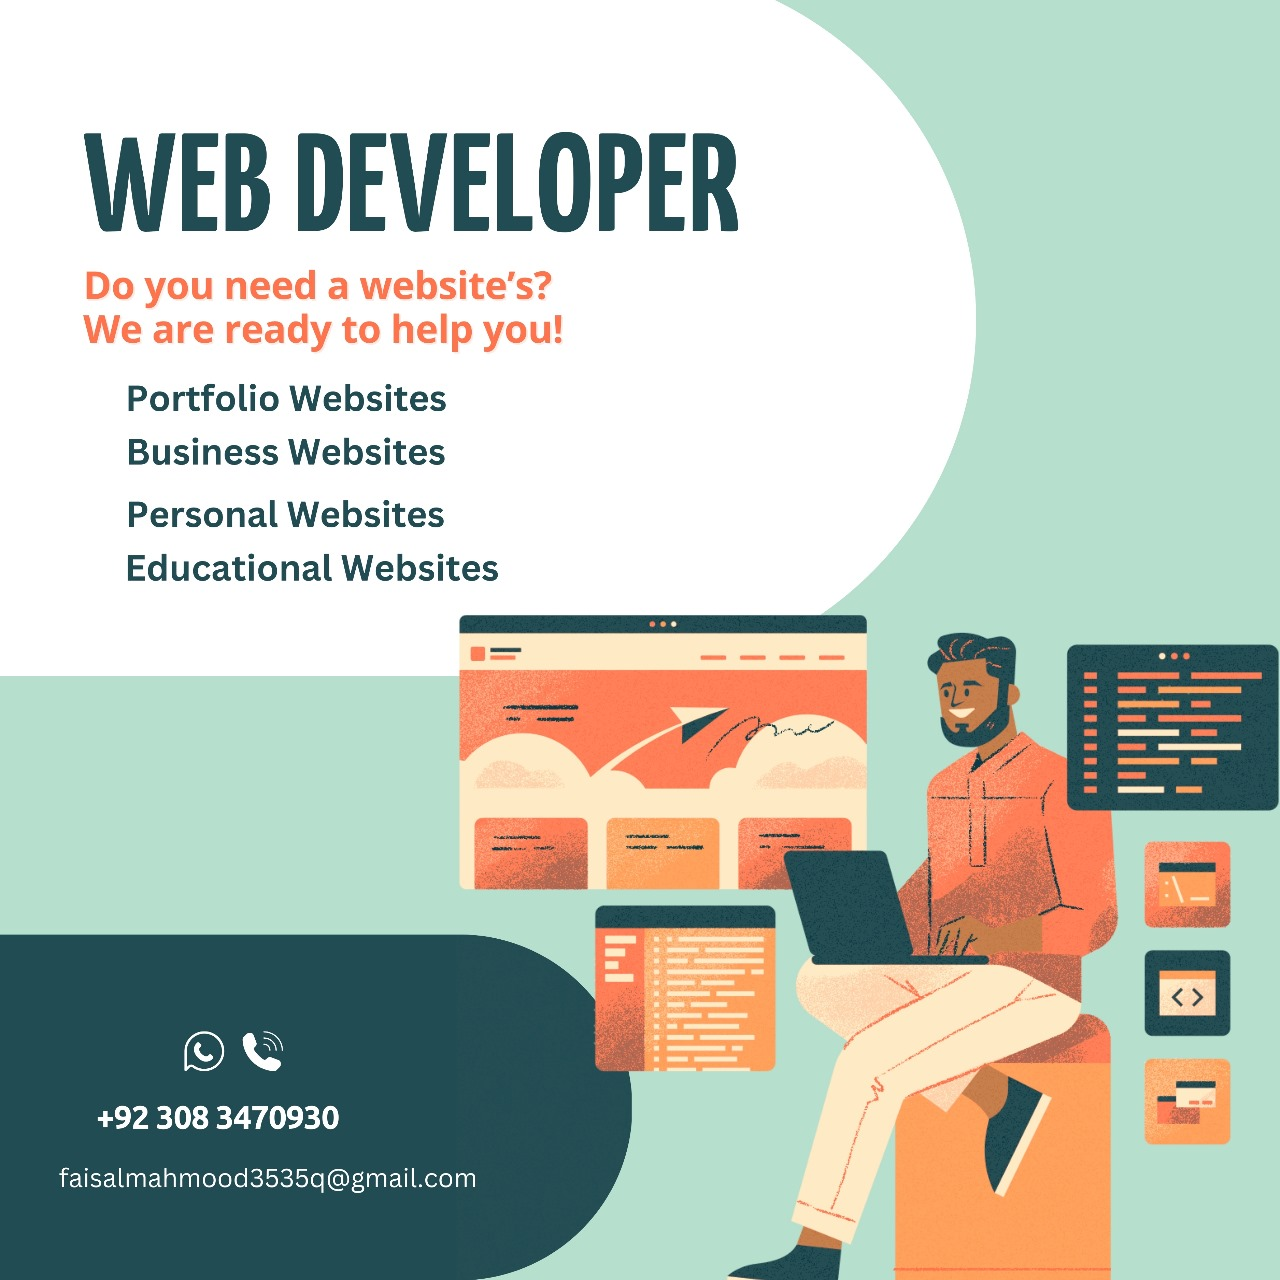 WEB DEVELOPER
Do you need a website’s?
We are ready to help you!
Portfolio Websites
Business Websites
Personal Websites
Educational Websites
+92 308 3470930
faisalmahmood3535q@gmail.com